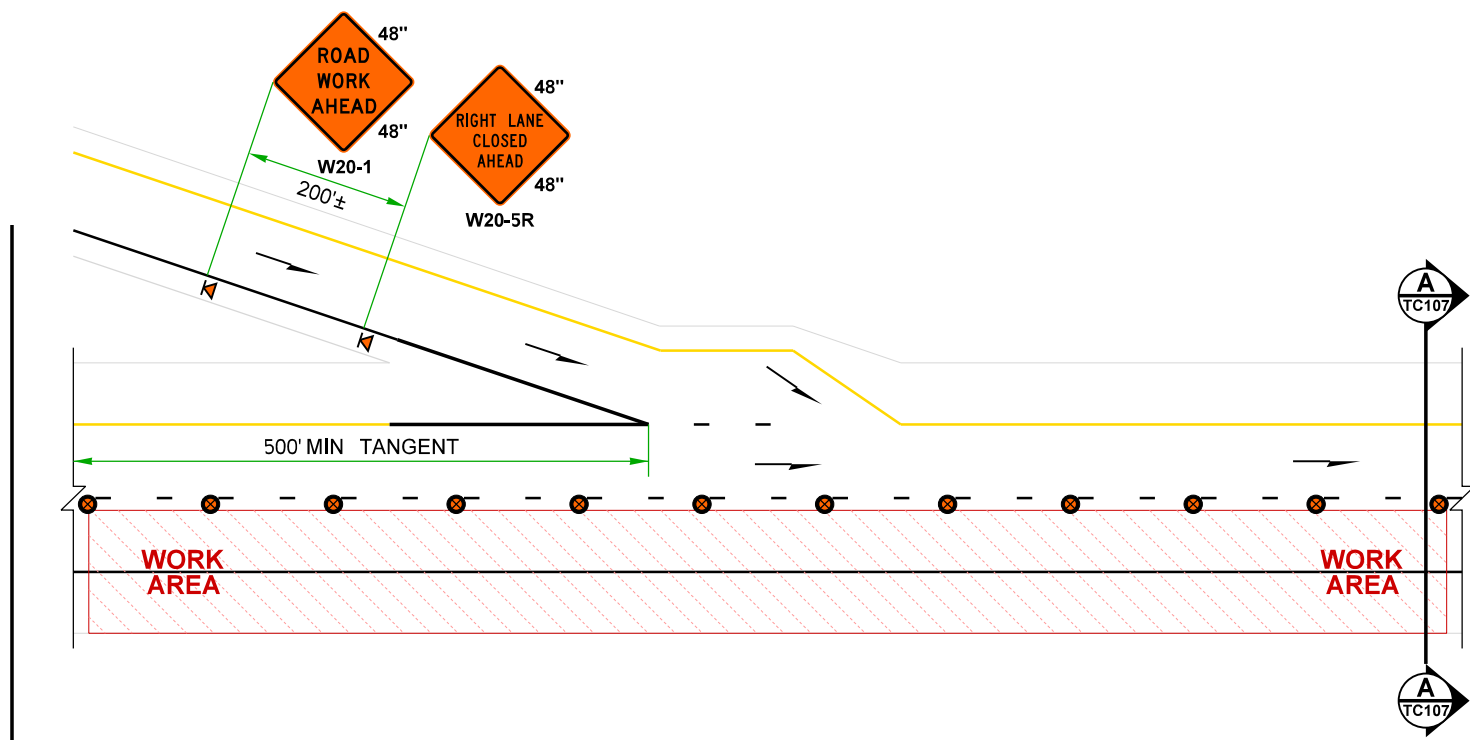 ROAD
WORK
AHEAD
48"
48"
W20-1
RIGHT LANE
CLOSED
AHEAD
48"
48"
W20-5R
200'±
A
TC107
500' MIN TANGENT
WORK
AREA
WORK
AREA
A
TC107